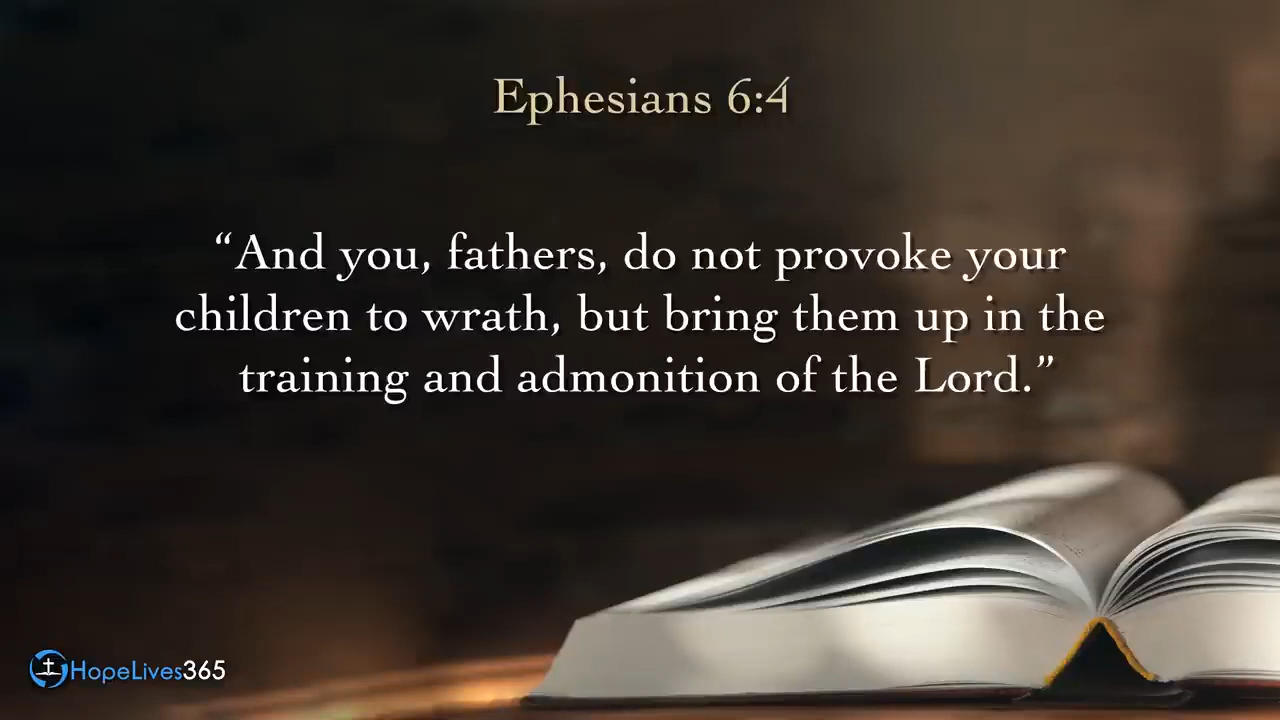 Ephesians 6:4
“And you, fathers, do not provoke your
children to wrath, but bring them up in the
training and admonition of the Lord.”
HopeLives365